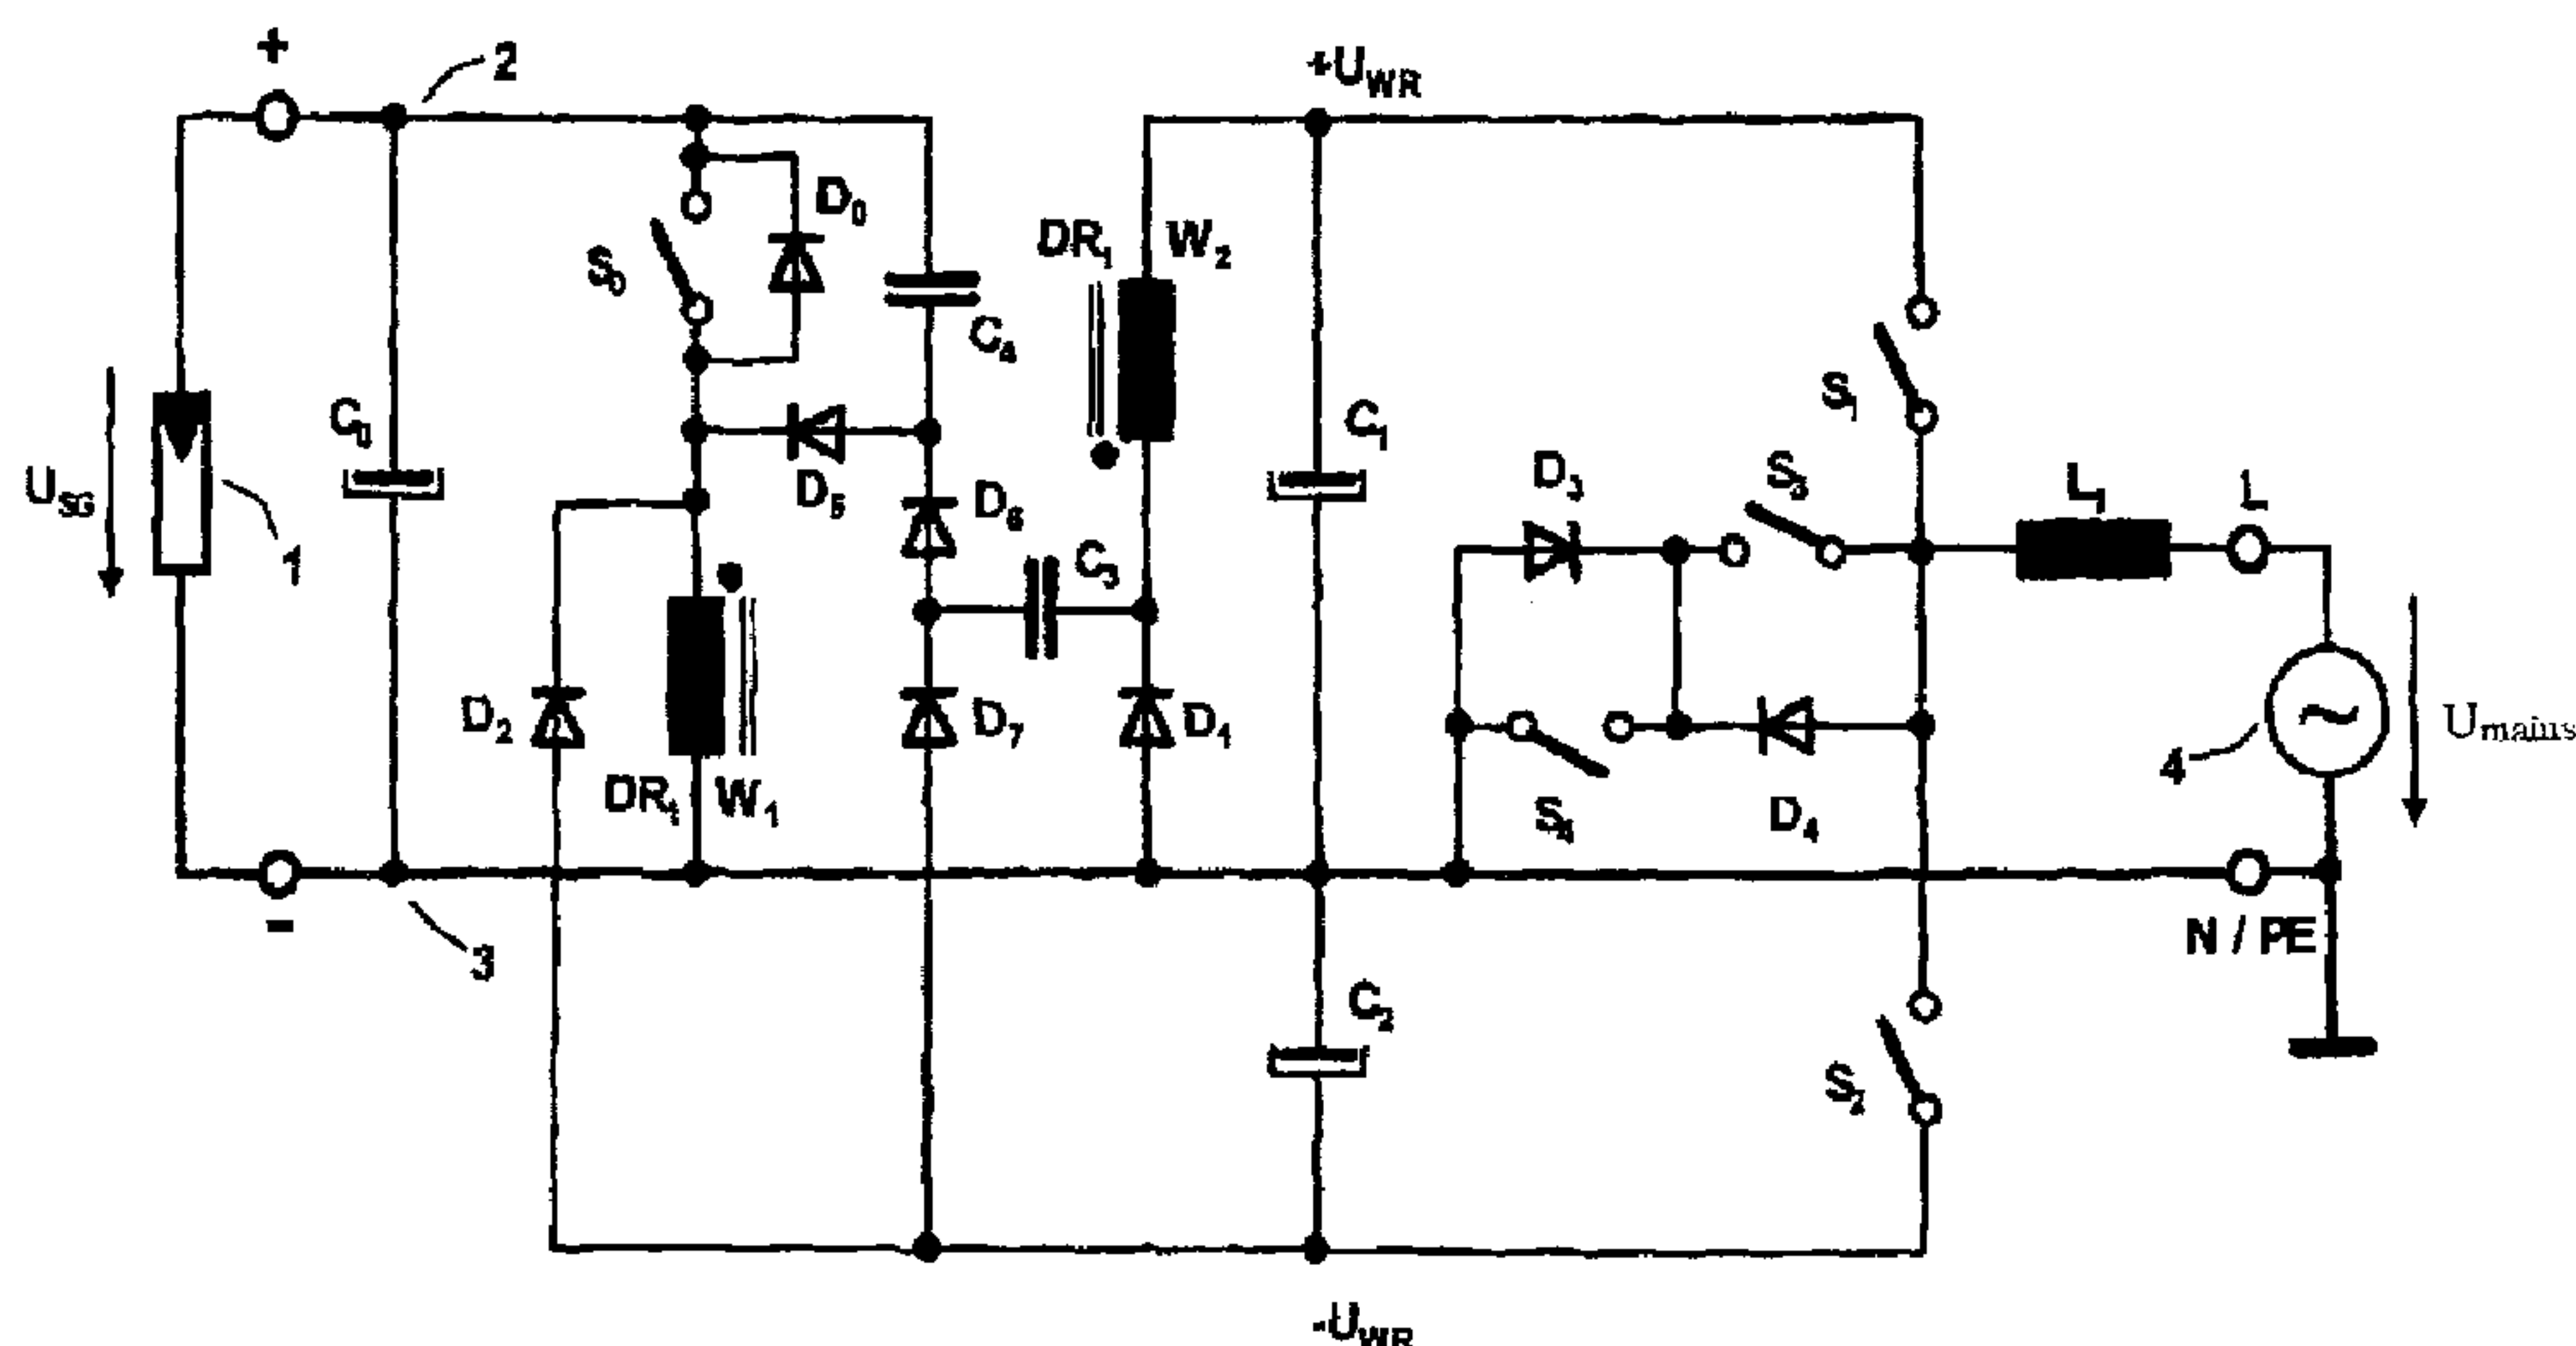 +
2
+U_WR
D₀
DR₁ W₂
S₀
C₄
C₀
C₁
S₁
U_SG
D₅
D₆
D₃
S₃
L₁
L
1
C₃
D₂
D₇
D₁
U_mains
4
DR₁ W₁
S₄
D₄
-
3
N / PE
C₂
S₂
-U_WR